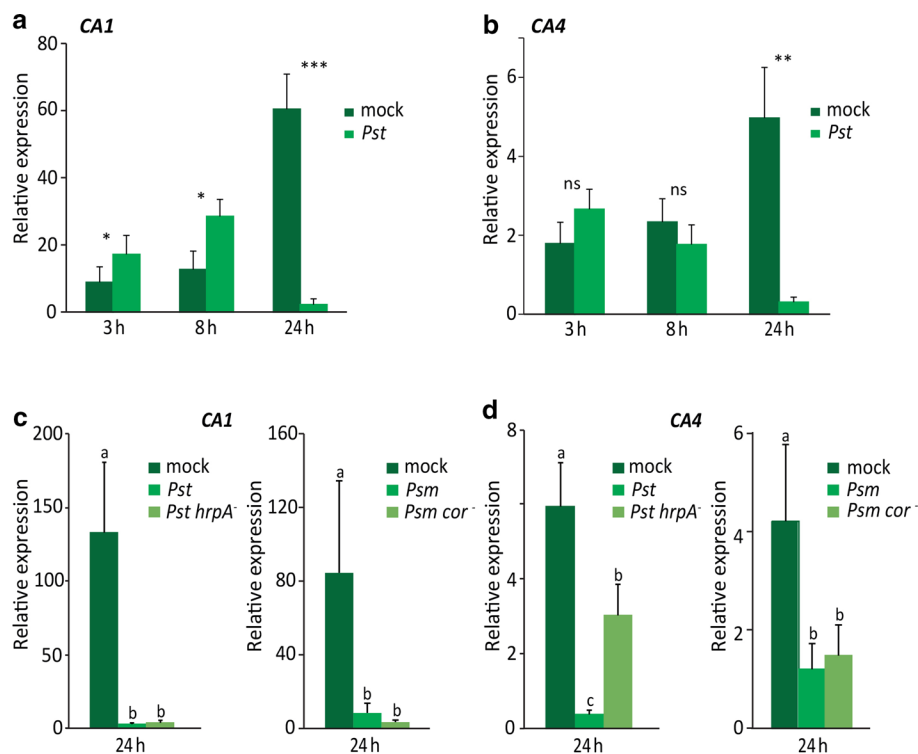 a
CA1
Relative expression
80
60
40
20
0
*
*
***
mock
Pst
3 h
8 h
24 h
b
CA4
Relative expression
6
4
2
0
ns
ns
**
mock
Pst
3 h
8 h
24 h
c
CA1
Relative expression
200
150
100
50
0
a
b
b
mock
Pst
Pst hrpA-
24 h
Relative expression
160
120
80
40
0
a
b
b
mock
Psm
Psm cor -
24 h
d
CA4
Relative expression
8
6
4
2
0
a
c
b
mock
Pst
Pst hrpA-
24 h
Relative expression
6
4
2
0
a
b
b
mock
Psm
Psm cor -
24 h